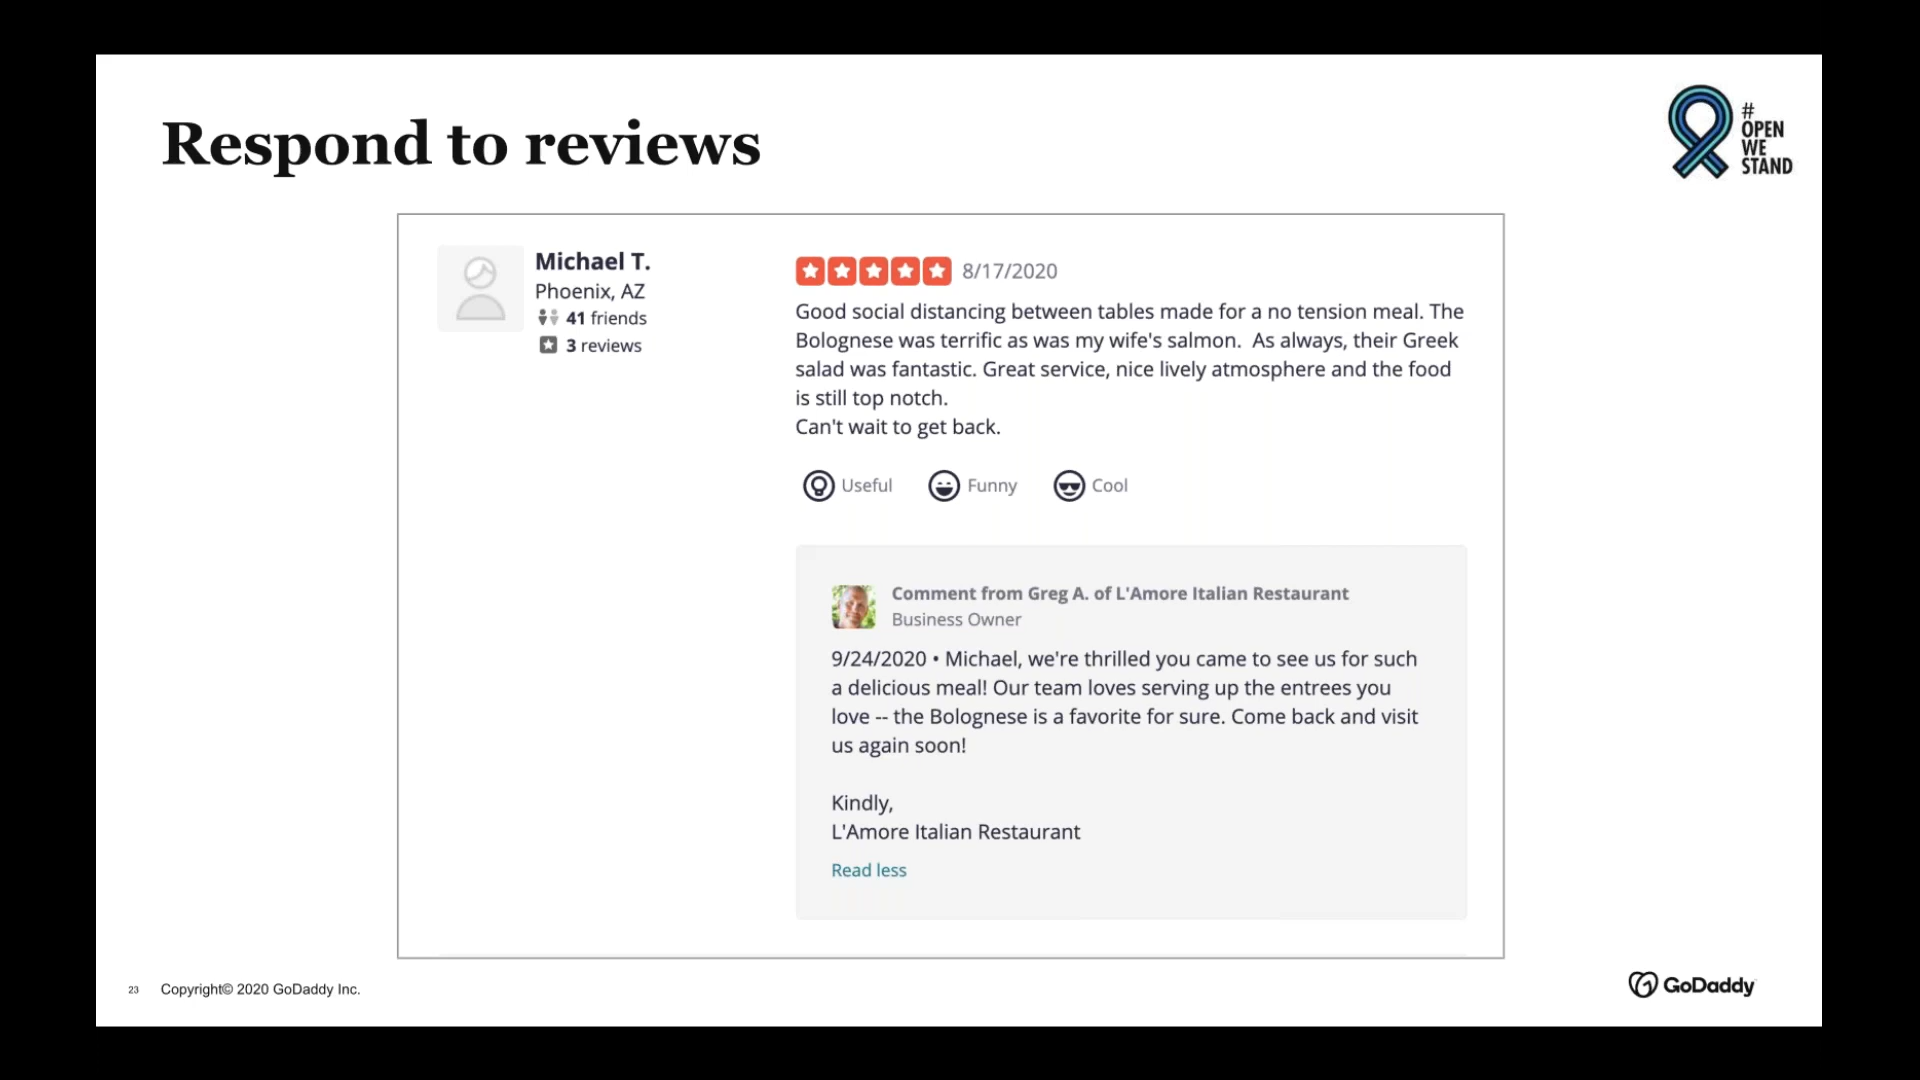 Respond to reviews
#
OPEN
WE
STAND
Michael T.
Phoenix, AZ
41 friends
3 reviews
8/17/2020
Good social distancing between tables made for a no tension meal. The
Bolognese was terrific as was my wife's salmon.  As always, their Greek
salad was fantastic. Great service, nice lively atmosphere and the food
is still top notch.
Can't wait to get back.
Useful Funny Cool
Comment from Greg A. of L'Amore Italian Restaurant
Business Owner
9/24/2020 • Michael, we're thrilled you came to see us for such
a delicious meal! Our team loves serving up the entrees you
love -- the Bolognese is a favorite for sure. Come back and visit
us again soon!
Kindly,
L'Amore Italian Restaurant
Read less
23 Copyright© 2020 GoDaddy Inc.
GoDaddy